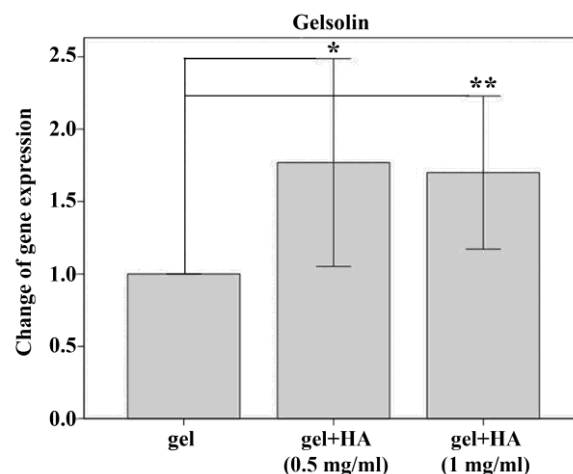 Gelsolin
Change of gene expression
2.5
2.0
1.5
1.0
0.5
0.0
*
**
gel
gel+HA
(0.5 mg/ml)
gel+HA
(1 mg/ml)